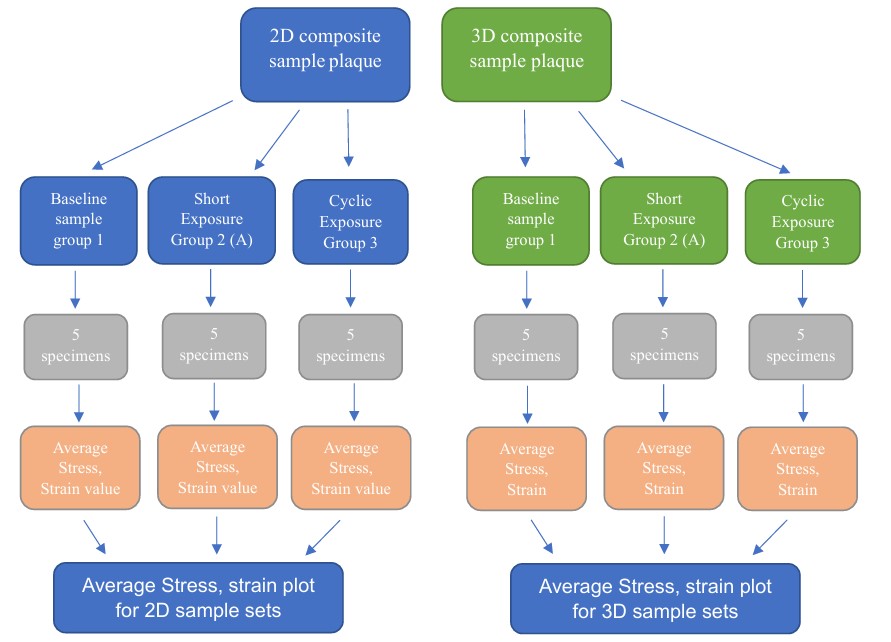 2D composite
sample plaque
3D composite
sample plaque
Baseline
sample
group 1
Short
Exposure
Group 2 (A)
Cyclic
Exposure
Group 3
Baseline
sample
group 1
Short
Exposure
Group 2 (A)
Cyclic
Exposure
Group 3
5
specimens
5
specimens
5
specimens
5
specimens
5
specimens
5
specimens
Average
Stress,
Strain value
Average
Stress,
Strain value
Average
Stress,
Strain value
Average
Stress,
Strain
Average
Stress,
Strain
Average
Stress,
Strain
Average Stress, strain plot
for 2D sample sets
Average Stress, strain plot
for 3D sample sets